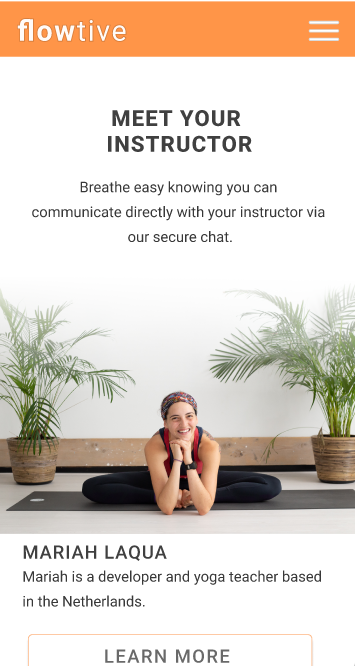 flowtive
MEET YOUR
INSTRUCTOR
Breathe easy knowing you can
communicate directly with your instructor via
our secure chat.
MARIAH LAQUA
Mariah is a developer and yoga teacher based
in the Netherlands.
LEARN MORE